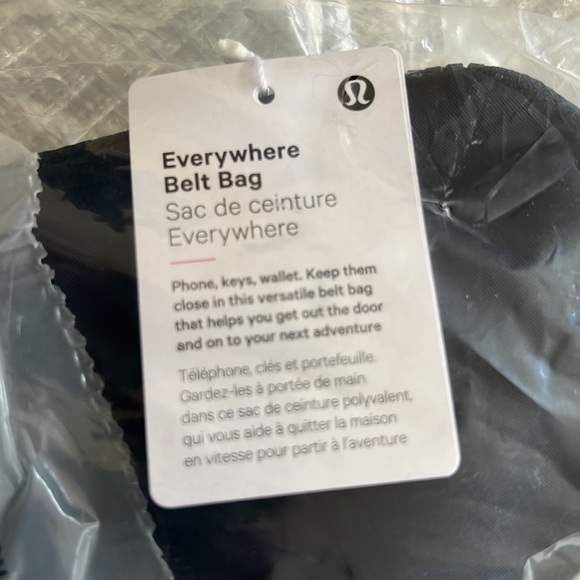 Everywhere
Belt Bag
Sac de ceinture
Everywhere
Phone, keys, wallet. Keep them
close in this versatile belt bag
that helps you get out the door
and on to your next adventure
Téléphone, clés et portefeuille.
Gardez-les à portée de main
dans ce sac de ceinture polyvalent,
qui vous aide à quitter la maison
en vitesse pour partir à l'aventure